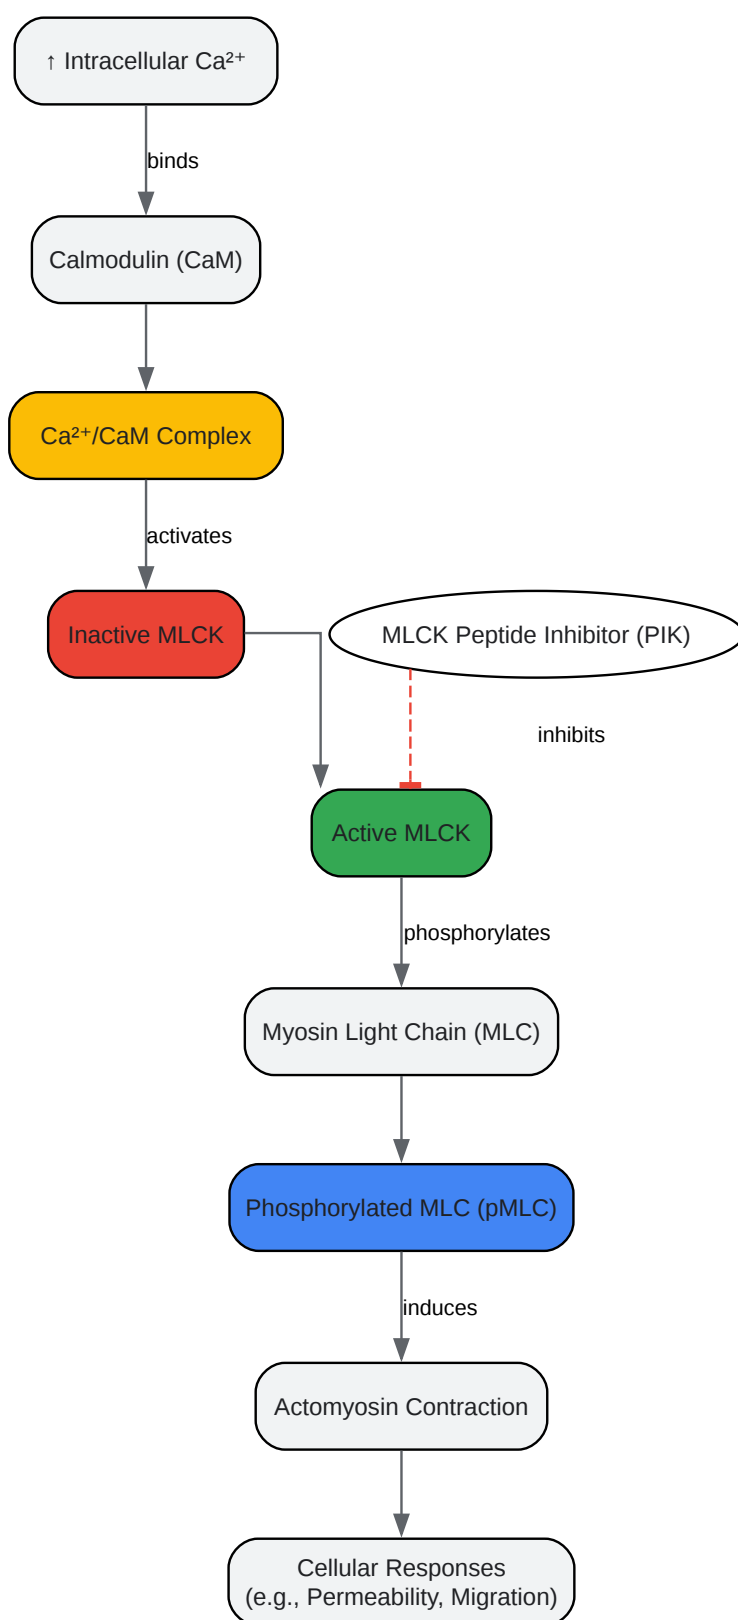 ↑ Intracellular Ca²⁺
binds
Calmodulin (CaM)
Ca²⁺/CaM Complex
activates
Inactive MLCK
MLCK Peptide Inhibitor (PIK)
inhibits
Active MLCK
phosphorylates
Myosin Light Chain (MLC)
Phosphorylated MLC (pMLC)
induces
Actomyosin Contraction
Cellular Responses
(e.g., Permeability, Migration)